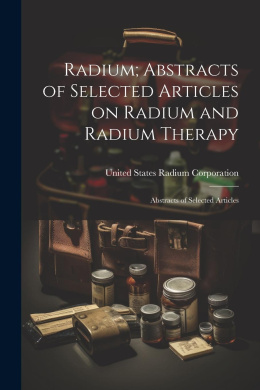 Radium; Abstracts
of Selected Articles
on Radium and
Radium Therapy
United States Radium Corporation
Abstracts of Selected Articles